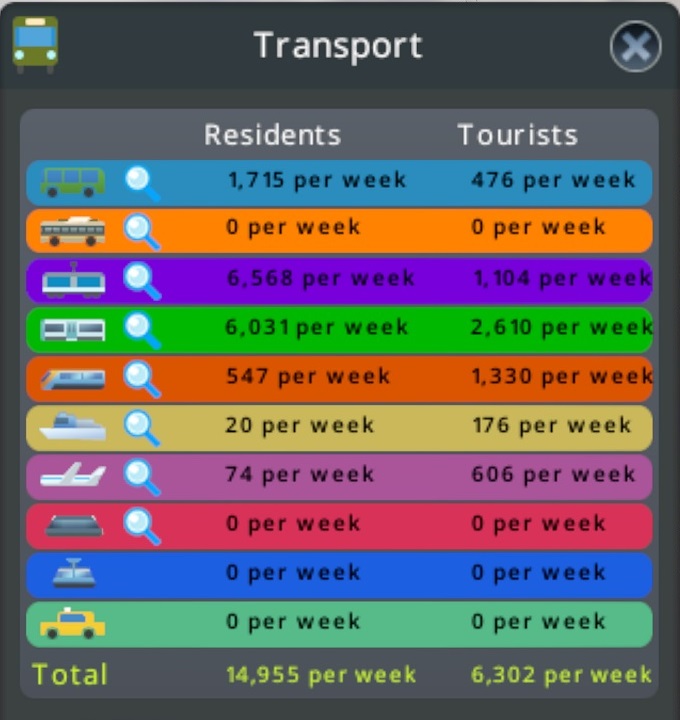 Transport
Residents Tourists
1,715 per week 476 per week
0 per week 0 per week
6,568 per week 1,104 per week
6,031 per week 2,610 per week
547 per week 1,330 per week
20 per week 176 per week
74 per week 606 per week
0 per week 0 per week
0 per week 0 per week
0 per week 0 per week
Total 14,955 per week 6,302 per week